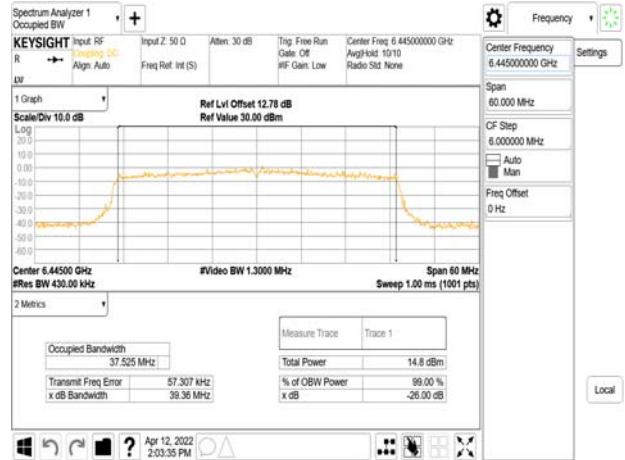 Spectrum Analyzer 1
Occupied BW
+
Frequency
KEYSIGHT
R
LVI
Input: RF
Coupling: DC
Align: Auto
Input Z: 50 Ω
Freq Ref: Int (S)
Atten: 30 dB
Trig: Free Run
Gate: Off
#IF Gain: Low
Center Freq: 6.445000000 GHz
Avg|Hold: 10/10
Radio Std: None
Center Frequency
6.445000000 GHz
Settings
Span
60.000 MHz
CF Step
6.000000 MHz
Auto
Man
Freq Offset
0 Hz
Local
1 Graph
Scale/Div 10.0 dB
Ref Lvl Offset 12.78 dB
Ref Value 30.00 dBm
Log
20.0
10.0
0.00
-10.0
-20.0
-30.0
-40.0
-50.0
-60.0
Center 6.44500 GHz
#Res BW 430.00 kHz
#Video BW 1.3000 MHz
Span 60 MHz
Sweep 1.00 ms (1001 pts)
2 Metrics
Measure Trace
Trace 1
Occupied Bandwidth
37.525 MHz
Total Power
14.8 dBm
Transmit Freq Error
57.307 kHz
% of OBW Power
99.00 %
x dB Bandwidth
39.36 MHz
x dB
-26.00 dB
?
Apr 12, 2022
2:03:35 PM